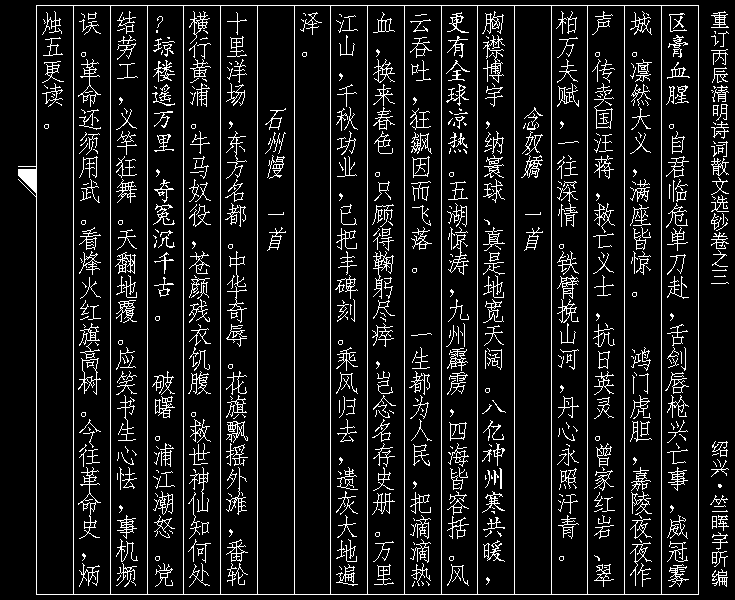 重订丙辰清明诗词散文选钞卷之三
绍兴·竺晖宇昕编
区膏血腥。自君临危单刀赴，舌剑唇枪兴亡事，威冠雾
城。凛然大义，满座皆惊。　　鸿门虎胆，嘉陵夜夜作
声。传卖国汪蒋，救亡义士，抗日英灵。曾家红岩、翠
柏万夫赋，一往深情。铁臂挽山河，丹心永照汗青。
念奴嬌　一首
胸襟博宇，纳寰球、真是地宽天阔。八亿神州寒共暖，
更有全球凉热。五湖惊涛，九州霹雳，四海皆容括。风
云吞吐，狂飙因而飞落。　　一生都为人民，把滴滴热
血，换来春色。只顾得鞠躬尽瘁，岂念名存史册。万里
江山，千秋功业，已把丰碑刻。乘风归去，遗灰大地遍
泽。
石州慢　一首
十里洋场，东方名都。中华奇辱。花旗飘摇外滩，番轮
横行黄浦。牛马奴役，苍颜残衣饥腹。救世神仙知何处
？琼楼遥万里，奇冤沉千古。　　破曙。浦江潮怒。党
结劳工，义竿狂舞。天翻地覆。应笑书生心怯，事机频
误。革命还须用武。看烽火红旗高树。今往革命史，炳
烛五更读。